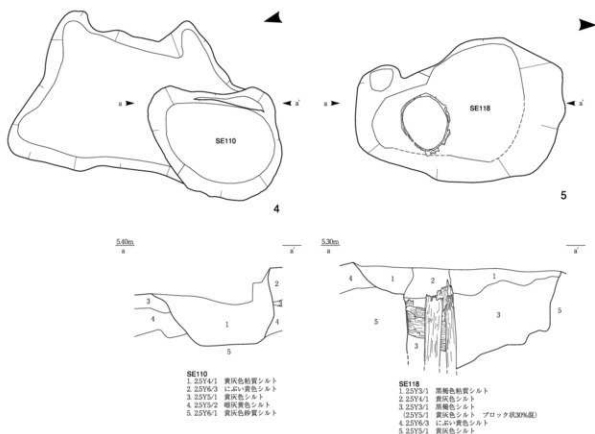 a
a'
SE110
4
a
a'
SE118
5
5.40m
a
a'
3
4
1
2
3
4
5
5.30m
a
a'
4
1
2
1
5
3
3
5
SE110
1. 2.5Y4/1 黄灰色粘質シルト
2. 2.5Y6/3 にぶい黄色シルト
3. 2.5Y5/1 黄灰色シルト
4. 2.5Y5/2 暗灰黄色シルト
5. 2.5Y6/1 黄灰色砂質シルト
SE118
1. 2.5Y3/1 黒褐色粘質シルト
2. 2.5Y4/1 黄灰色シルト
3. 2.5Y3/1 黒褐色シルト
(2.5Y5/1 黄灰色シルト ブロック状30%混)
4. 2.5Y6/3 にぶい黄色シルト
5. 2.5Y5/1 黄灰色シルト